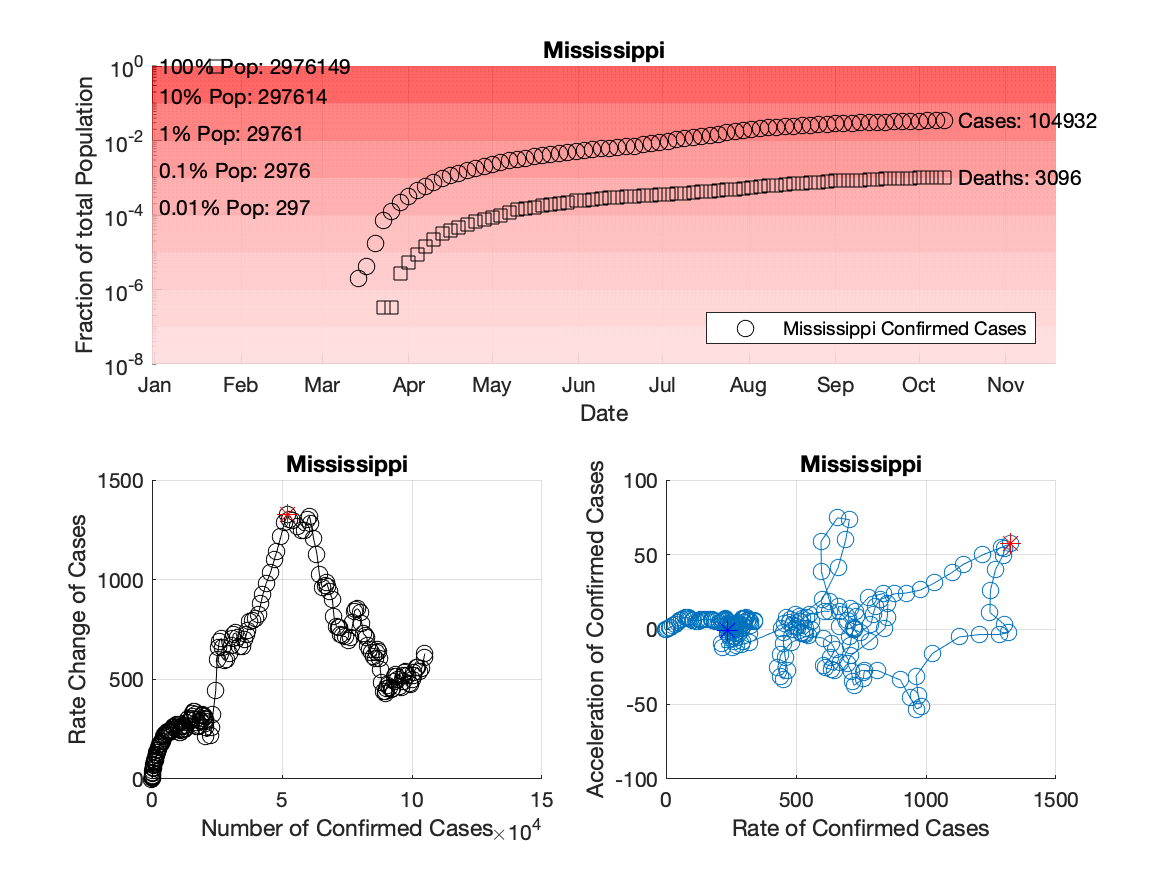 Mississippi
10^0
10^-2
10^-4
10^-6
10^-8
Fraction of total Population
100% Pop: 2976149
10% Pop: 297614
1% Pop: 29761
0.1% Pop: 2976
0.01% Pop: 297
Cases: 104932
Deaths: 3096
Mississippi Confirmed Cases
Jan Feb Mar Apr May Jun Jul Aug Sep Oct Nov
Date
Mississippi
1500
1000
500
0
Rate Change of Cases
0 5 10 15
Number of Confirmed Cases ×10^4
Mississippi
100
50
0
-50
-100
Acceleration of Confirmed Cases
0 500 1000 1500
Rate of Confirmed Cases